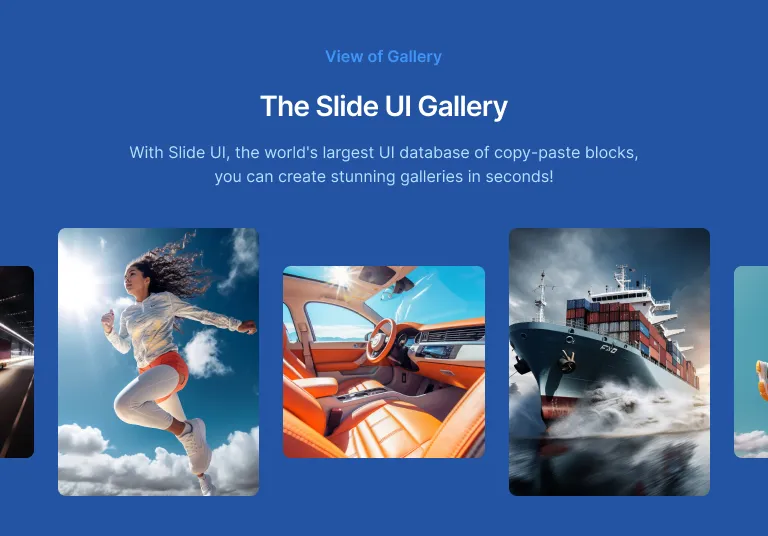 View of Gallery
The Slide UI Gallery
With Slide UI, the world's largest UI database of copy-paste blocks,
you can create stunning galleries in seconds!